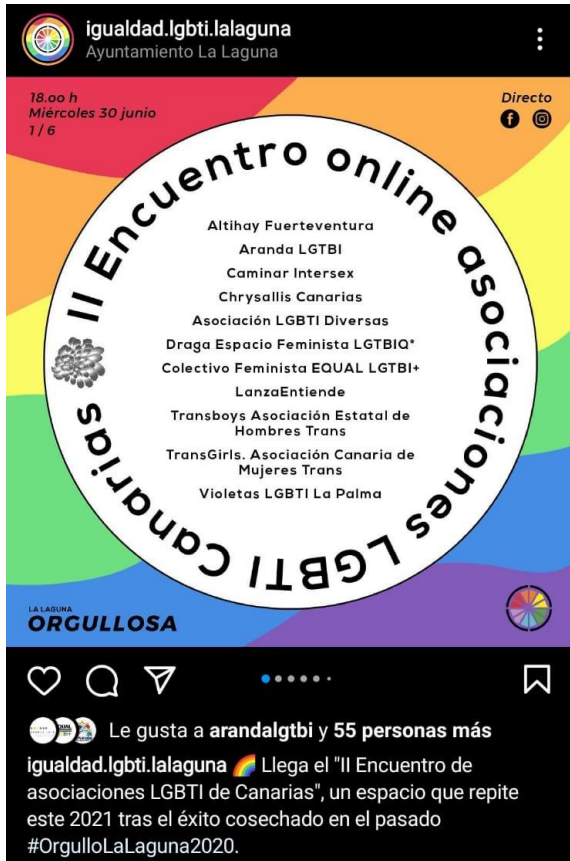 igualdad.lgbti.lalaguna
Ayuntamiento La Laguna
18.oo h
Miércoles 30 junio
1/6
Directo
II Encuentro online asociaciones LGBTI Canarias
Altihay Fuerteventura
Aranda LGTBI
Caminar Intersex
Chrysallis Canarias
Asociación LGBTI Diversas
Draga Espacio Feminista LGTBIQ*
Colectivo Feminista EQUAL LGTBI+
LanzaEntiende
Transboys Asociación Estatal de
Hombres Trans
TransGirls. Asociación Canaria de
Mujeres Trans
Violetas LGBTI La Palma
LA LAGUNA
ORGULLOSA
Le gusta a arandalgtbi y 55 personas más
igualdad.lgbti.lalaguna 🌈 Llega el "II Encuentro de
asociaciones LGBTI de Canarias", un espacio que repite
este 2021 tras el éxito cosechado en el pasado
#OrgulloLaLaguna2020.